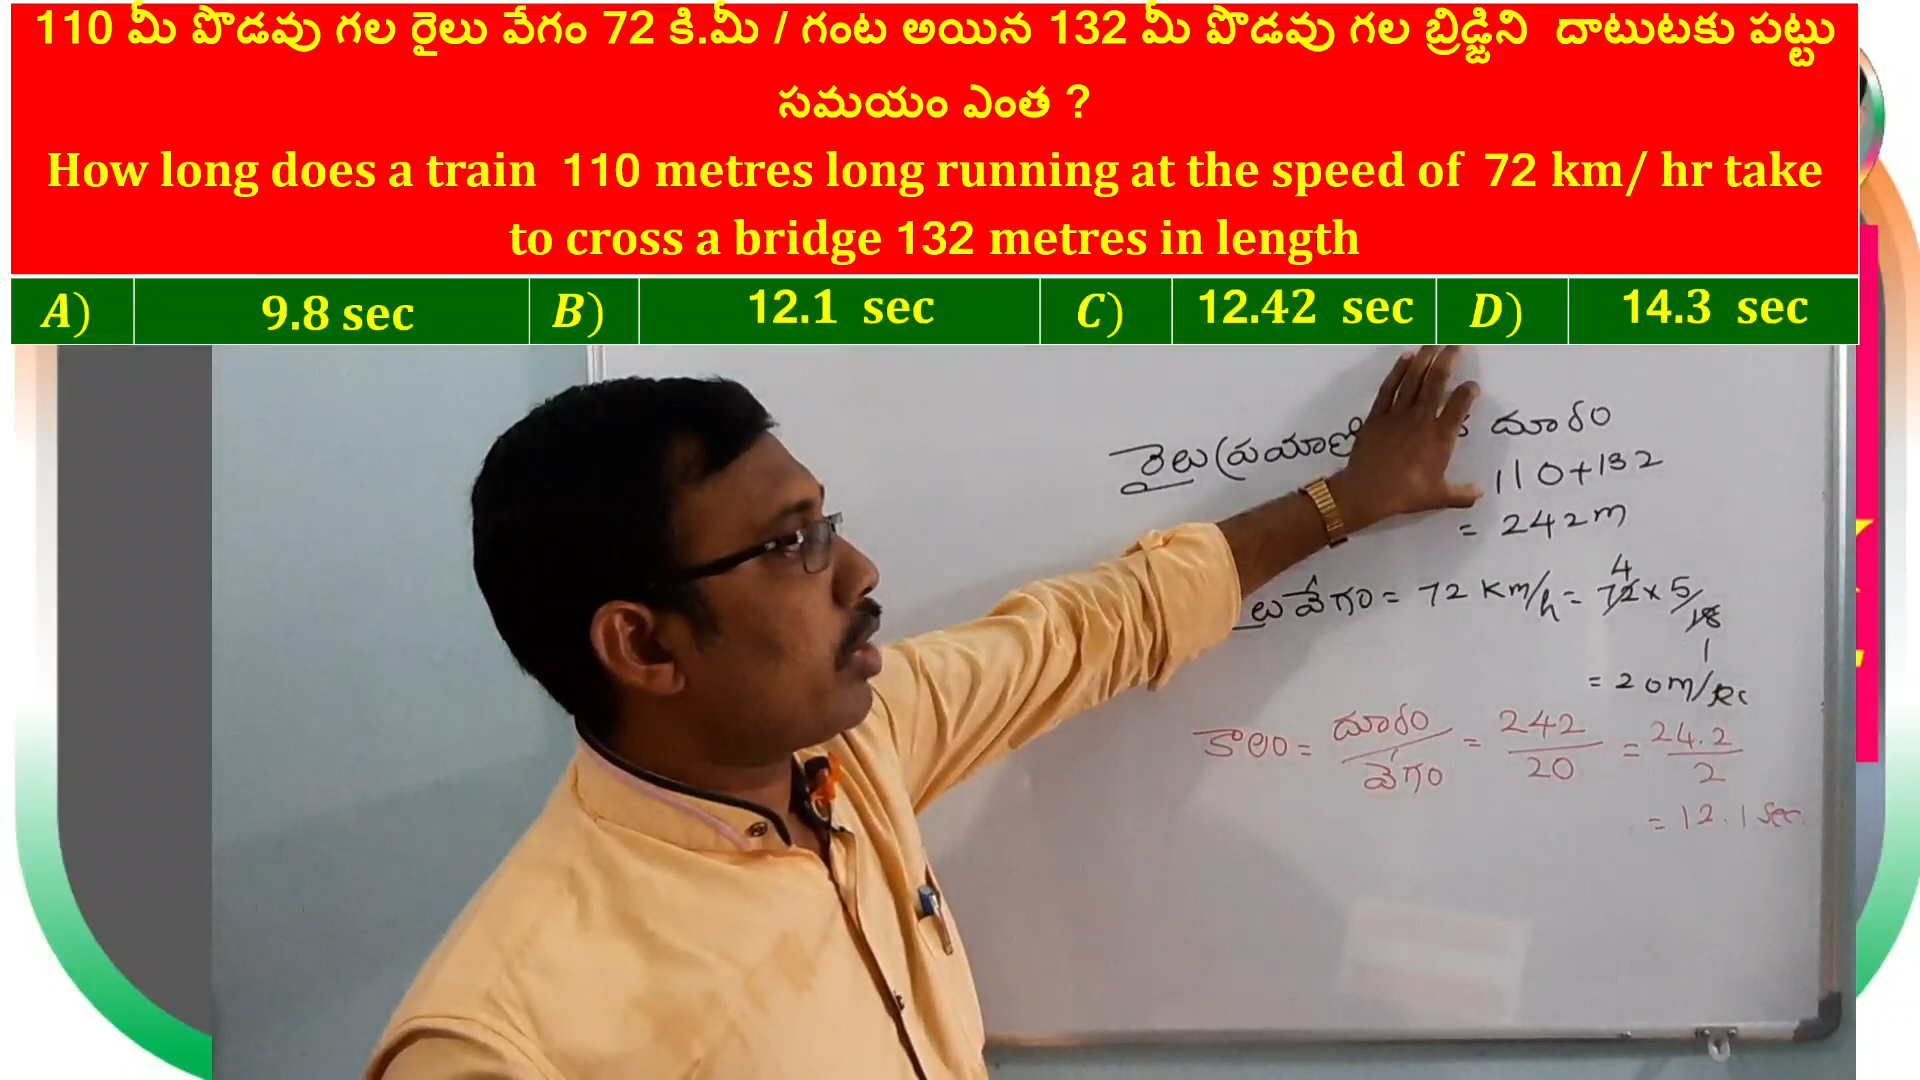 110 మీ పొడవు గల రైలు వేగం 72 కి.మీ / గంట అయిన 132 మీ పొడవు గల బ్రిడ్జిని దాటుటకు పట్టు
సమయం ఎంత ?
How long does a train 110 metres long running at the speed of 72 km/ hr take
to cross a bridge 132 metres in length
A) 9.8 sec B) 12.1 sec C) 12.42 sec D) 14.3 sec
రైలు దూరం
110+132
= 242m
వేగం = 72 Km/h = 72 x 5/18
4
1
= 20m/sec
కాలం = దూరం/వేగం = 242/20 = 24.2/2
= 12.1 sec.